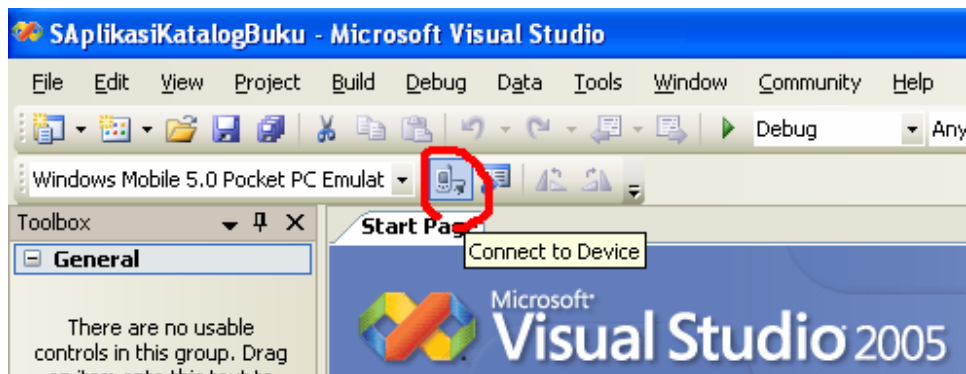 SAplikasiKatalogBuku - Microsoft Visual Studio
File Edit View Project Build Debug Data Tools Window Community Help
Debug Any
Windows Mobile 5.0 Pocket PC Emulat
Toolbox
Start Page
Connect to Device
General
Microsoft
Visual Studio 2005
There are no usable
controls in this group. Drag